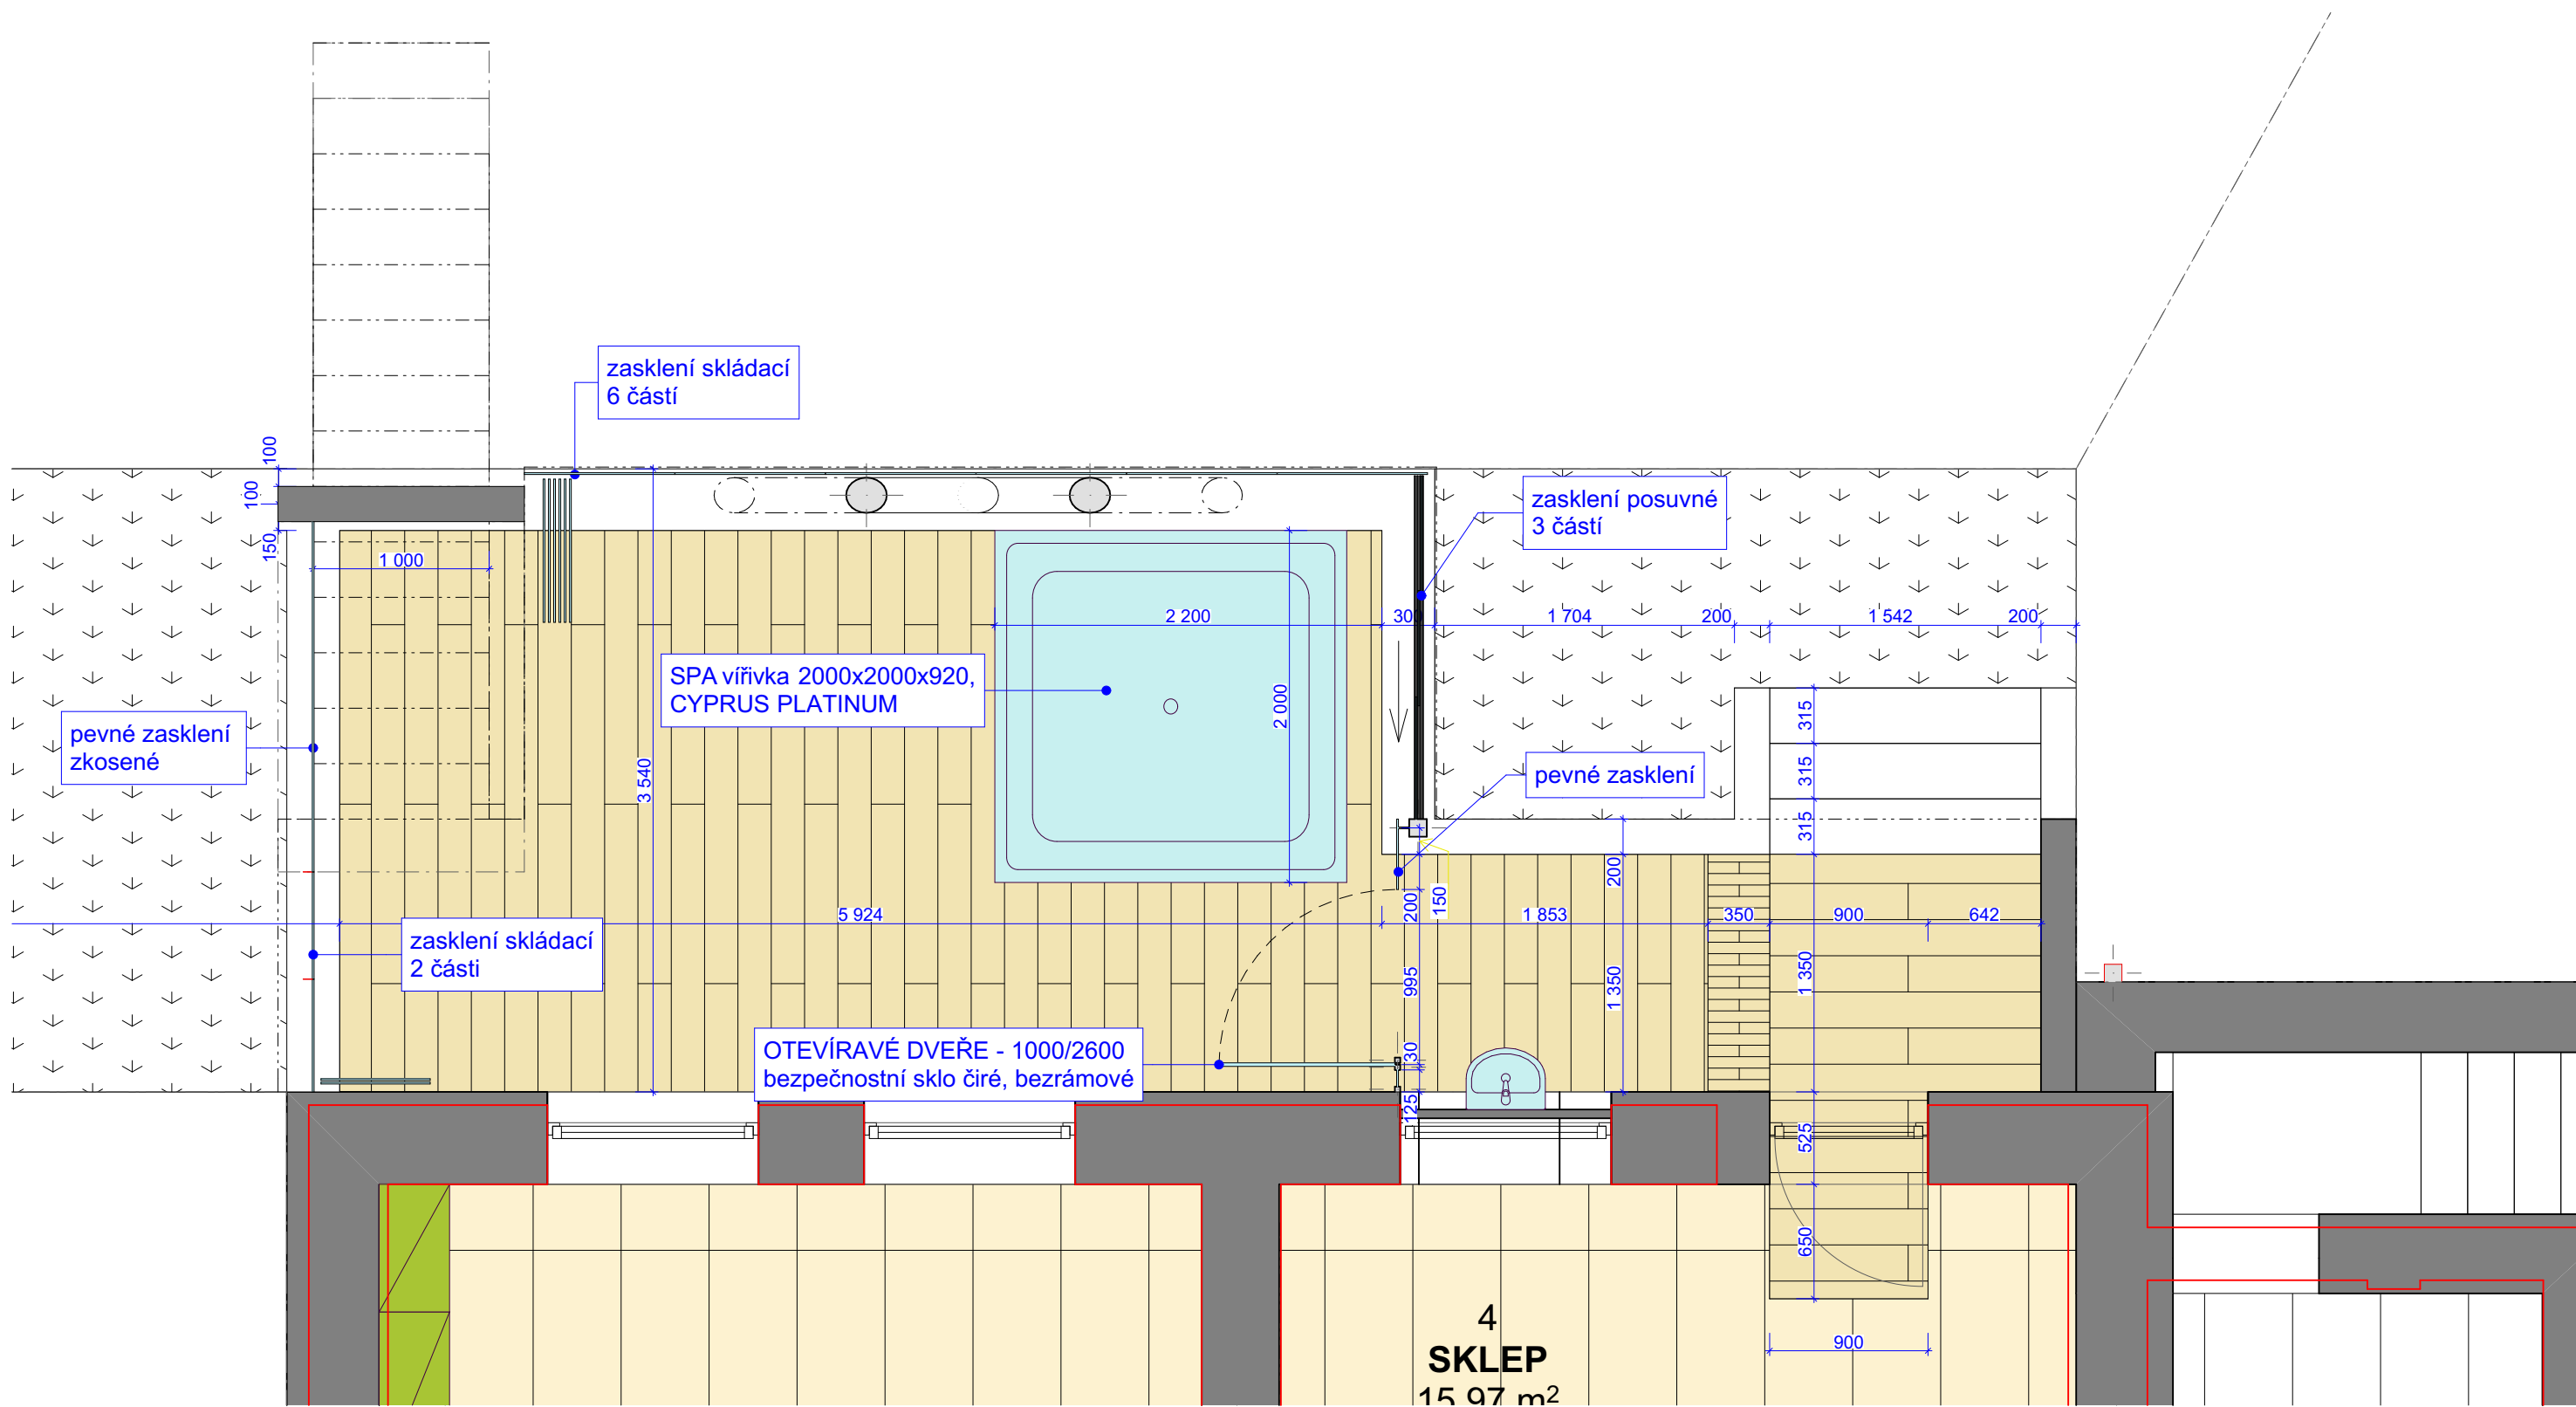 zasklení skládací
6 částí
100
100
150
1 000
zasklení posuvné
3 částí
2 200
300
1 704
200
1 542
200
SPA vířivka 2000x2000x920,
CYPRUS PLATINUM
2 000
3 540
315
315
315
pevné zasklení
zkosené
pevné zasklení
5 924
200
150
1 853
200
350
900
642
zasklení skládací
2 části
995
1 350
1 350
OTEVÍRAVÉ DVEŘE - 1000/2600
bezpečnostní sklo čiré, bezrámové
30
125
525
650
900
4
SKLEP
15,97 m²